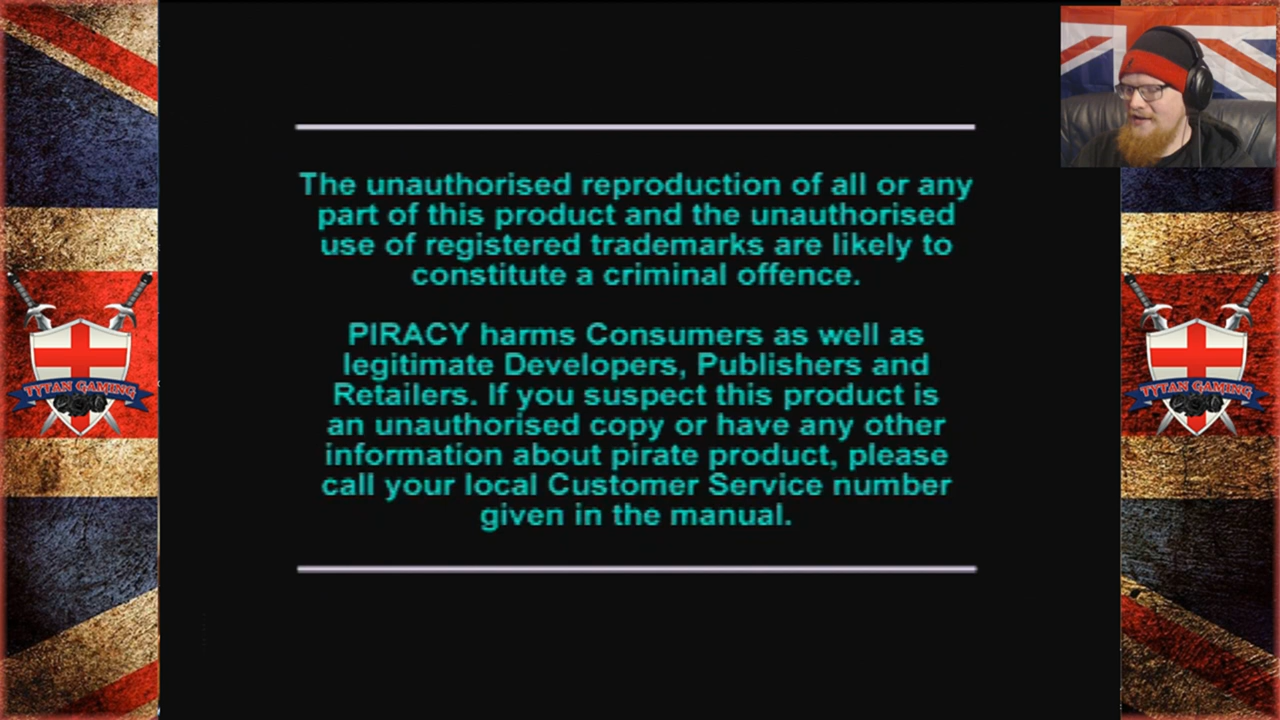 The unauthorised reproduction of all or any
part of this product and the unauthorised
use of registered trademarks are likely to
constitute a criminal offence.
PIRACY harms Consumers as well as
legitimate Developers, Publishers and
Retailers. If you suspect this product is
an unauthorised copy or have any other
information about pirate product, please
call your local Customer Service number
given in the manual.
TYTAN GAMING
TYTAN GAMING